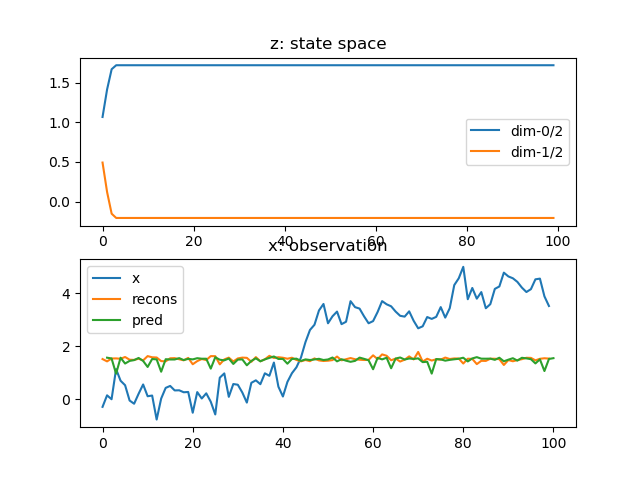 z: state space
1.5
1.0
0.5
0.0
dim-0/2
dim-1/2
0 20 40 60 80 100
x: observation
4
2
0
x
recons
pred
0 20 40 60 80 100